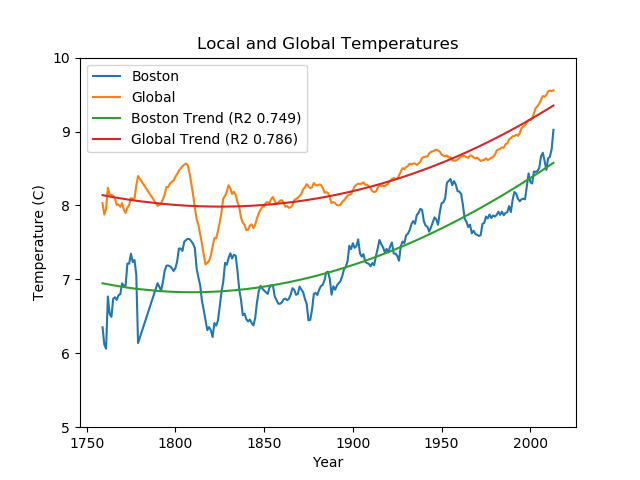 Local and Global Temperatures
Boston
Global
Boston Trend (R2 0.749)
Global Trend (R2 0.786)
Temperature (C)
10
9
8
7
6
5
1750
1800
1850
1900
1950
2000
Year